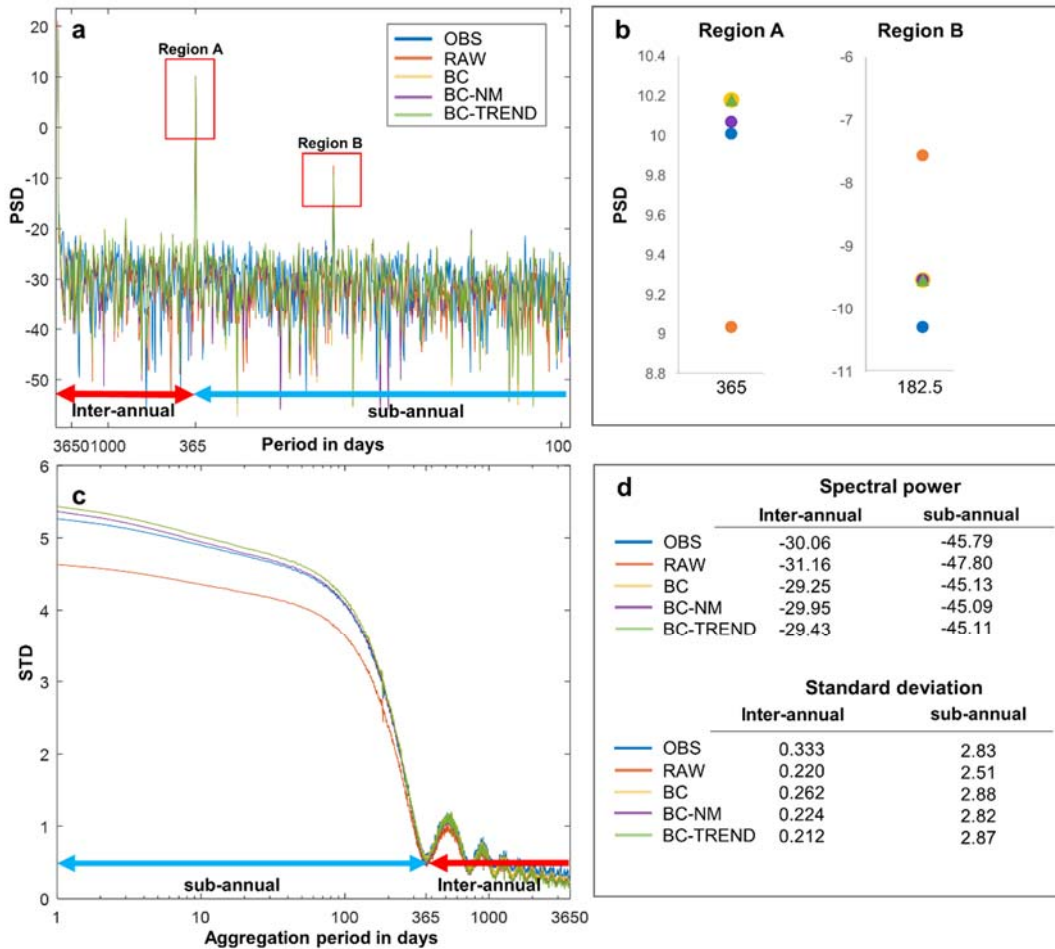 a
Region A
Region B
OBS
RAW
BC
BC-NM
BC-TREND
20
10
0
-10
-20
-30
-40
-50
PSD
Inter-annual
sub-annual
3650 1000 365 100
Period in days
b
Region A
Region B
10.4
10.2
10
9.8
9.6
9.4
9.2
9
8.8
PSD
365
-6
-7
-8
-9
-10
-11
182.5
c
6
5
4
3
2
1
0
STD
sub-annual
Inter-annual
1 10 100 365 1000 3650
Aggregation period in days
d
Spectral power
Inter-annual sub-annual
OBS -30.06 -45.79
RAW -31.16 -47.80
BC -29.25 -45.13
BC-NM -29.95 -45.09
BC-TREND -29.43 -45.11
Standard deviation
Inter-annual sub-annual
OBS 0.333 2.83
RAW 0.220 2.51
BC 0.262 2.88
BC-NM 0.224 2.82
BC-TREND 0.212 2.87